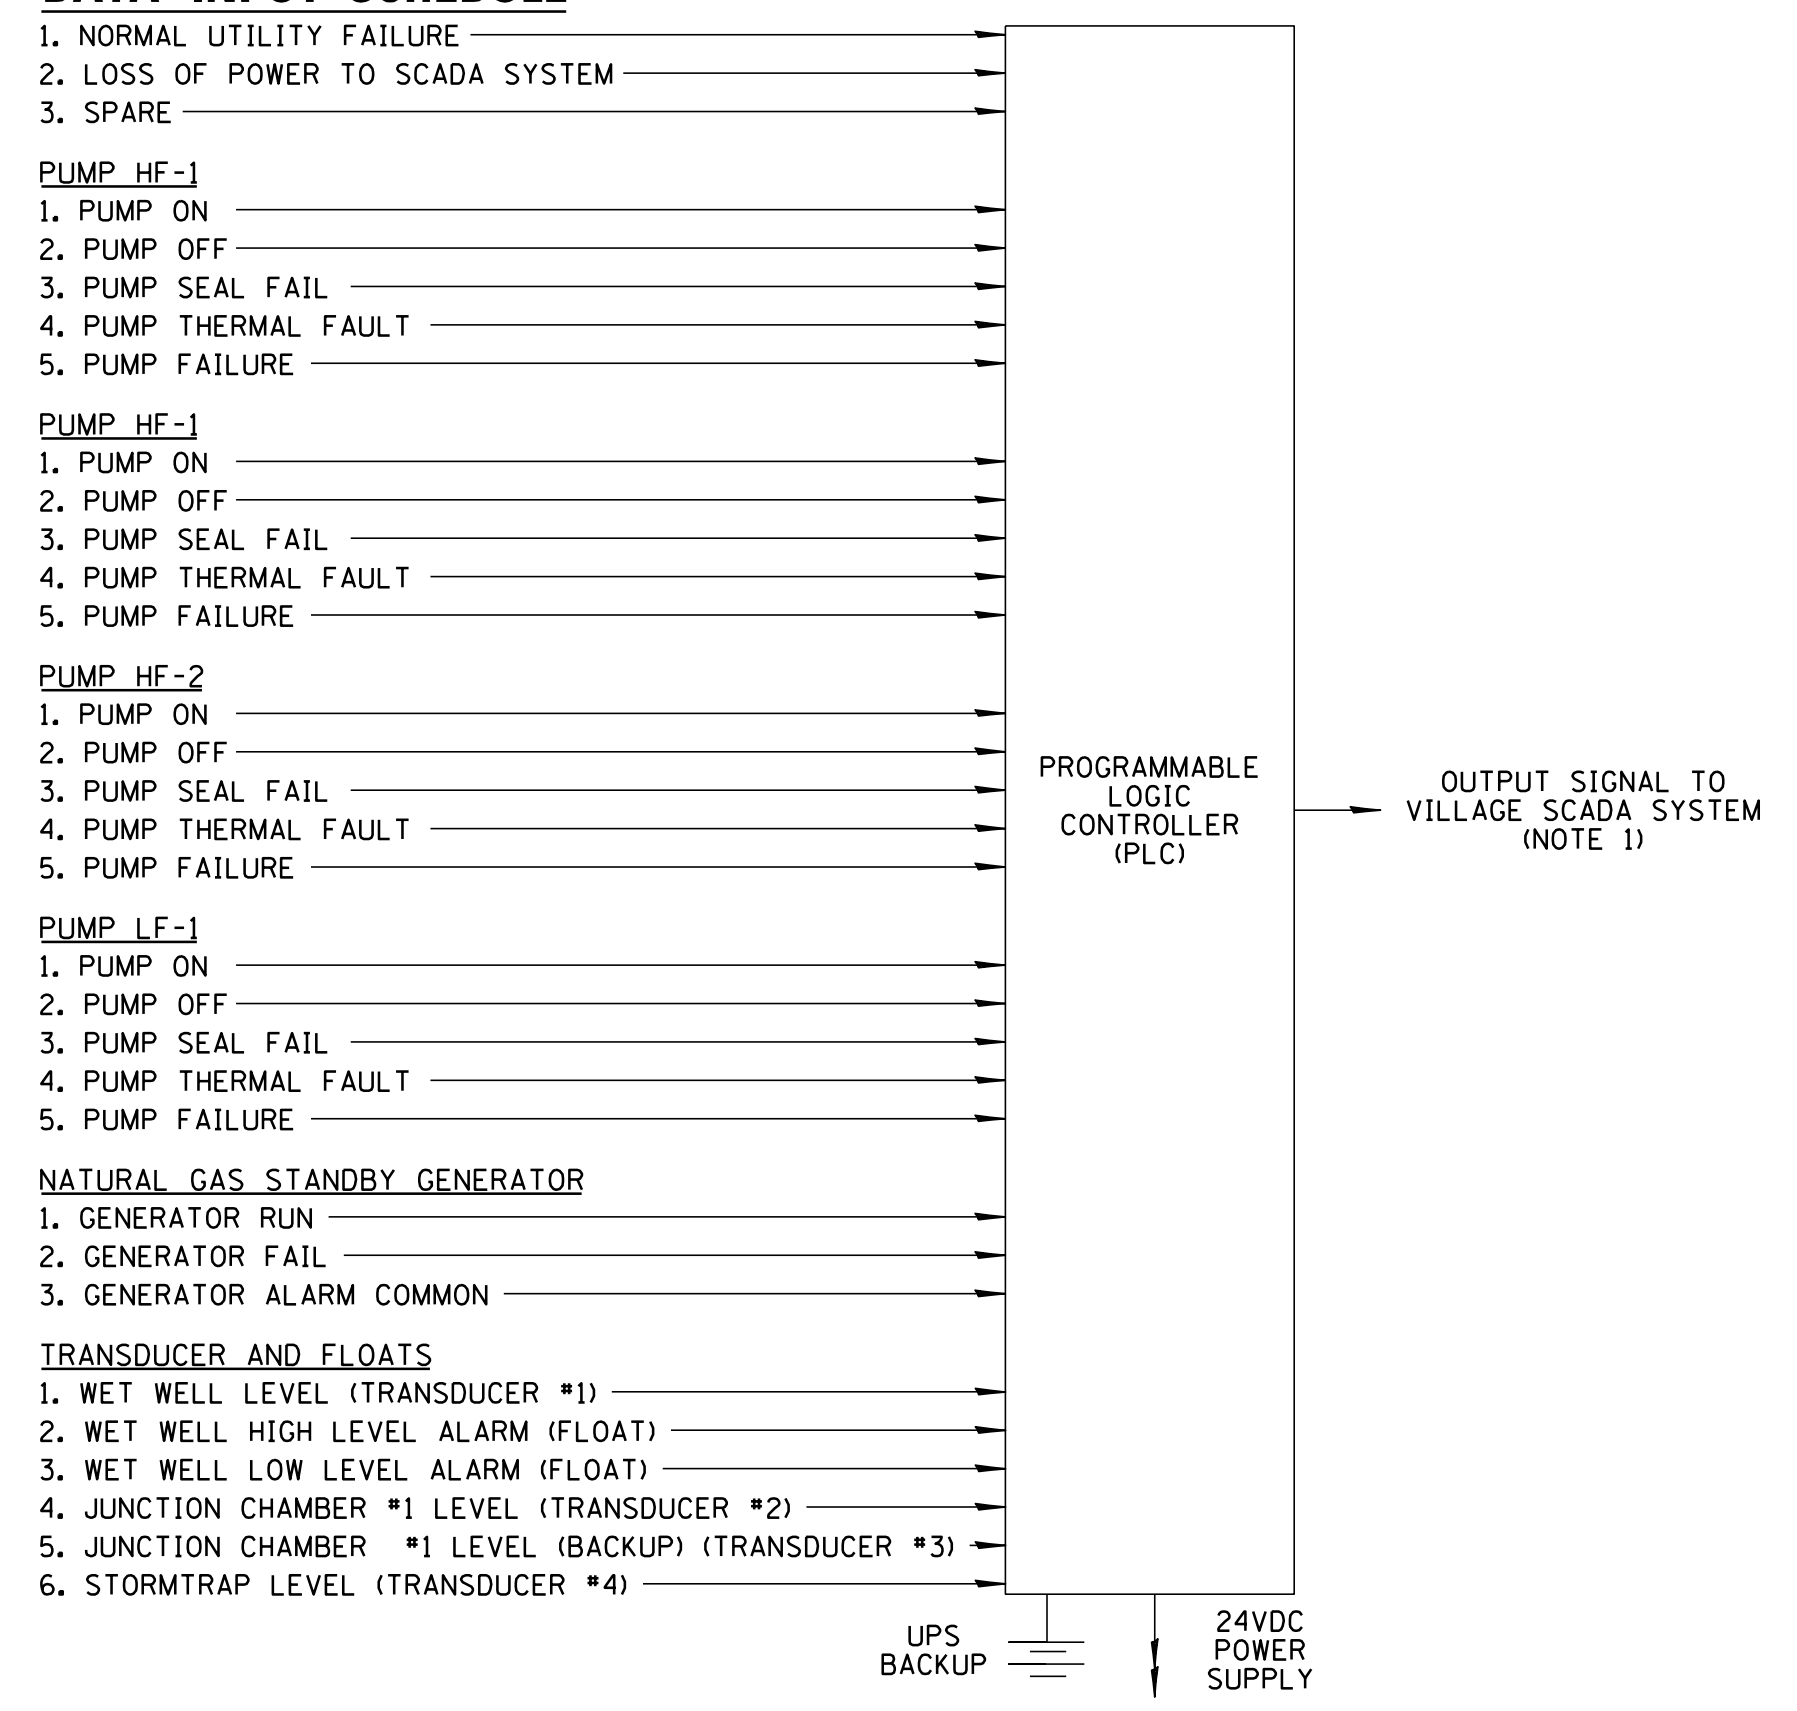 DATA INPUT SCHEDULE
1. NORMAL UTILITY FAILURE
2. LOSS OF POWER TO SCADA SYSTEM
3. SPARE
PUMP HF-1
1. PUMP ON
2. PUMP OFF
3. PUMP SEAL FAIL
4. PUMP THERMAL FAULT
5. PUMP FAILURE
PUMP HF-1
1. PUMP ON
2. PUMP OFF
3. PUMP SEAL FAIL
4. PUMP THERMAL FAULT
5. PUMP FAILURE
PUMP HF-2
1. PUMP ON
2. PUMP OFF
3. PUMP SEAL FAIL
4. PUMP THERMAL FAULT
5. PUMP FAILURE
PUMP LF-1
1. PUMP ON
2. PUMP OFF
3. PUMP SEAL FAIL
4. PUMP THERMAL FAULT
5. PUMP FAILURE
NATURAL GAS STANDBY GENERATOR
1. GENERATOR RUN
2. GENERATOR FAIL
3. GENERATOR ALARM COMMON
TRANSDUCER AND FLOATS
1. WET WELL LEVEL (TRANSDUCER #1)
2. WET WELL HIGH LEVEL ALARM (FLOAT)
3. WET WELL LOW LEVEL ALARM (FLOAT)
4. JUNCTION CHAMBER #1 LEVEL (TRANSDUCER #2)
5. JUNCTION CHAMBER #1 LEVEL (BACKUP) (TRANSDUCER #3)
6. STORMTRAP LEVEL (TRANSDUCER #4)
PROGRAMMABLE
LOGIC
CONTROLLER
(PLC)
OUTPUT SIGNAL TO
VILLAGE SCADA SYSTEM
(NOTE 1)
UPS
BACKUP
24VDC
POWER
SUPPLY